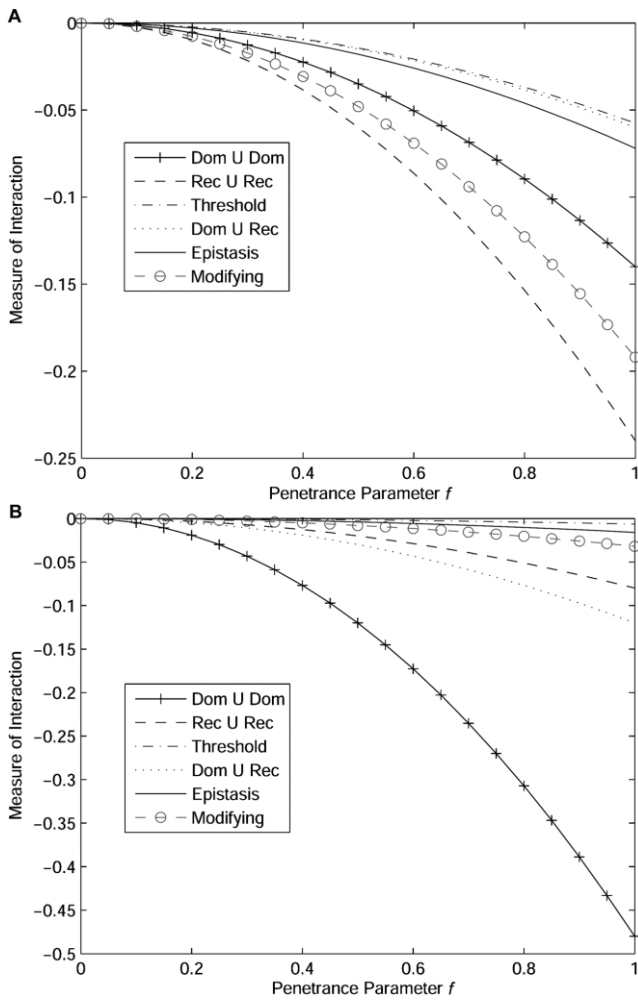 A
0
−0.05
−0.1
−0.15
−0.2
−0.25
Measure of Interaction
Dom U Dom
Rec U Rec
Threshold
Dom U Rec
Epistasis
Modifying
0 0.2 0.4 0.6 0.8 1
Penetrance Parameter f
B
0
−0.05
−0.1
−0.15
−0.2
−0.25
−0.3
−0.35
−0.4
−0.45
−0.5
Measure of Interaction
Dom U Dom
Rec U Rec
Threshold
Dom U Rec
Epistasis
Modifying
0 0.2 0.4 0.6 0.8 1
Penetrance Parameter f